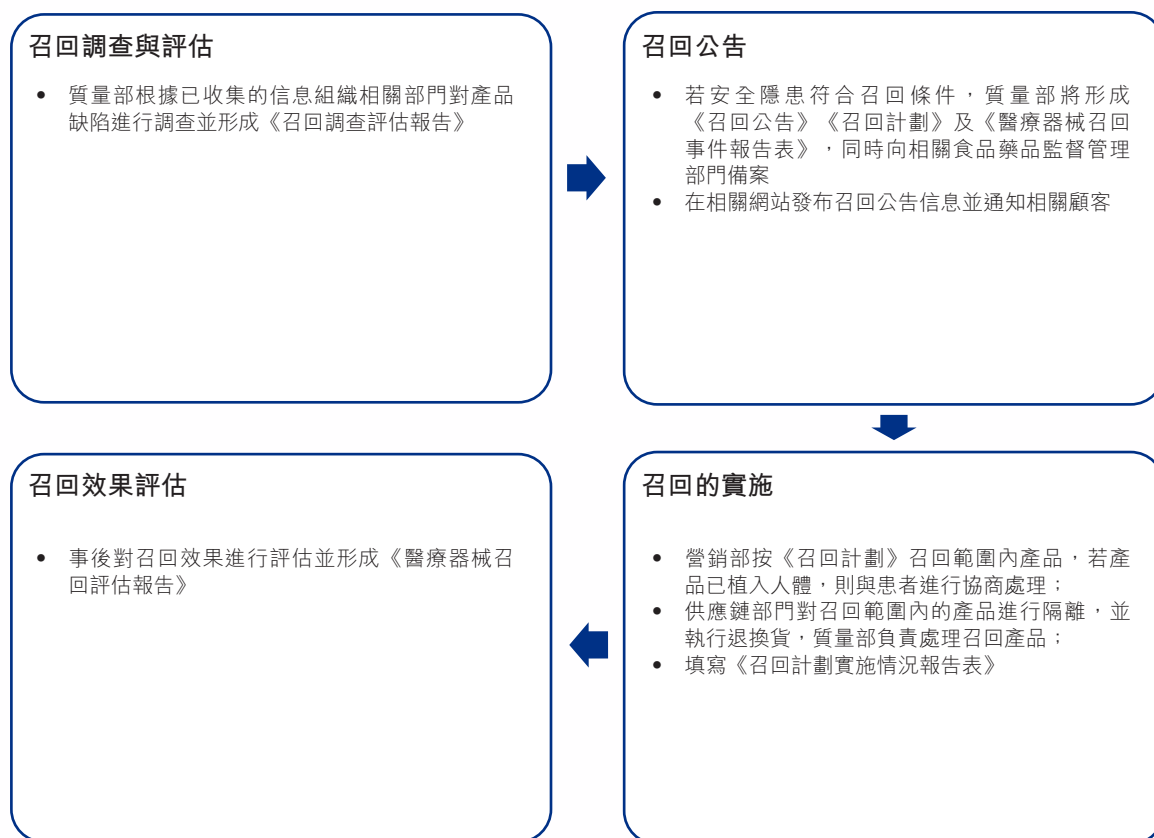 召回調查與評估
• 質量部根據已收集的信息組織相關部門對產品
缺陷進行調查並形成《召回調查評估報告》
召回公告
• 若安全隱患符合召回條件，質量部將形成
《召回公告》《召回計劃》及《醫療器械召回
事件報告表》，同時向相關食品藥品監督管理
部門備案
• 在相關網站發布召回公告信息並通知相關顧客
召回的實施
• 營銷部按《召回計劃》召回範圍內產品，若產
品已植入人體，則與患者進行協商處理；
• 供應鏈部門對召回範圍內的產品進行隔離，並
執行退換貨，質量部負責處理召回產品；
• 填寫《召回計劃實施情況報告表》
召回效果評估
• 事後對召回效果進行評估並形成《醫療器械召
回評估報告》